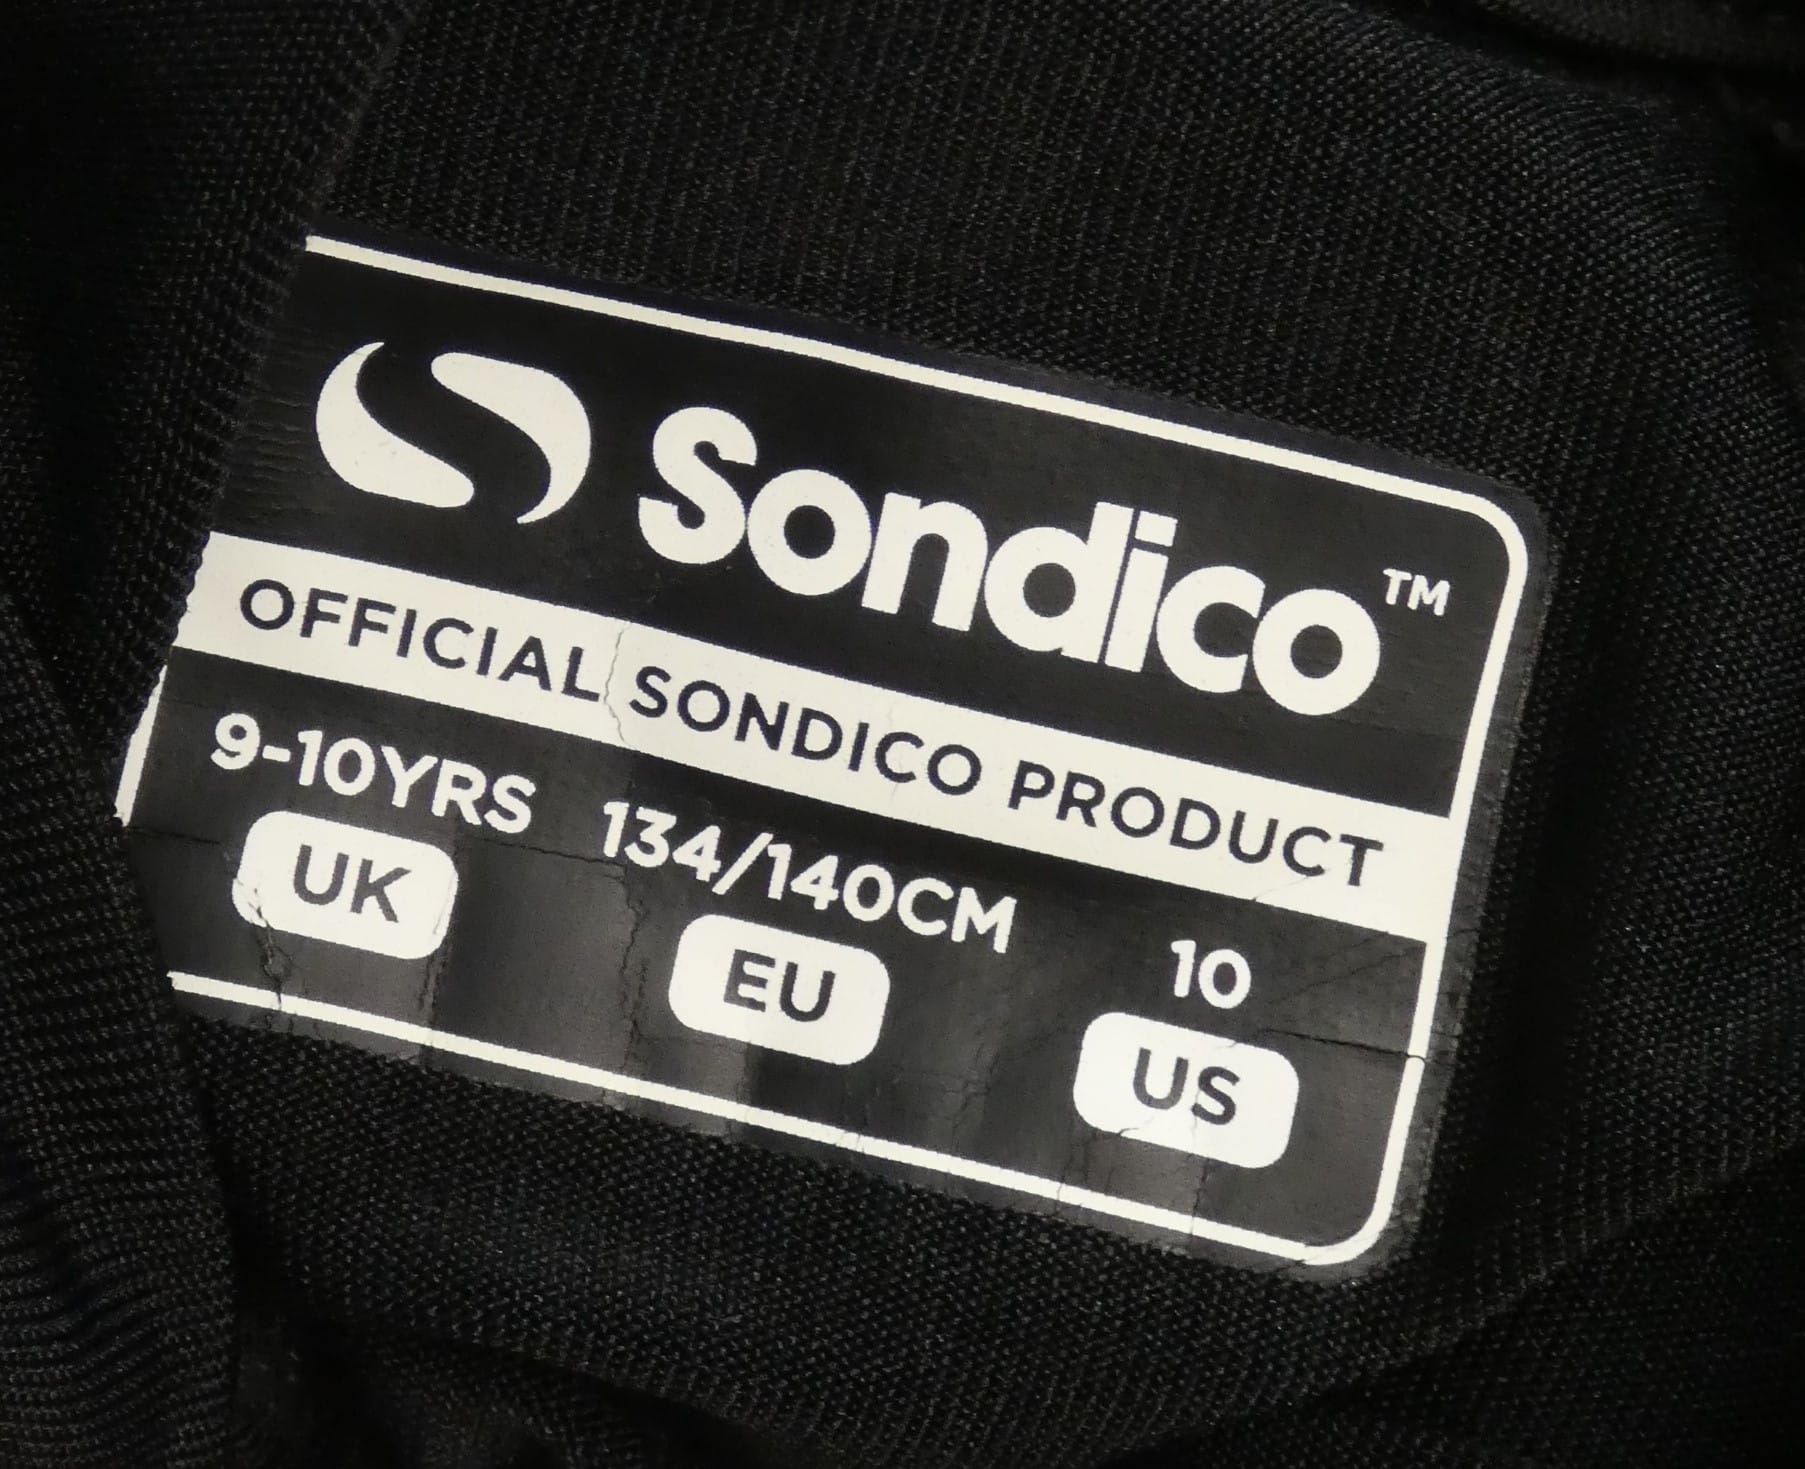 Sondico™
OFFICIAL SONDICO PRODUCT
9-10YRS 134/140CM 10
UK EU US